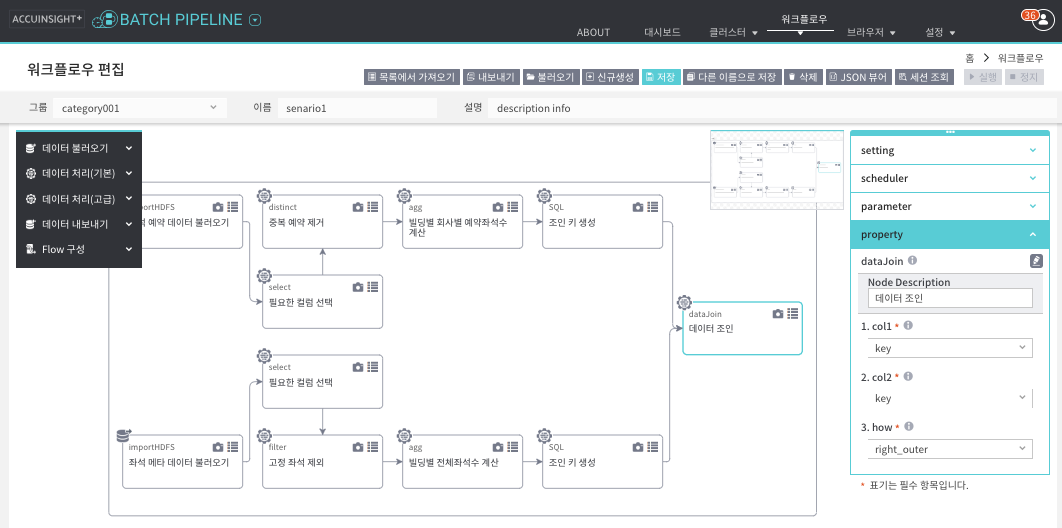 ACCUINSIGHT+ BATCH PIPELINE
36
ABOUT 대시보드 클러스터 워크플로우 브라우저 설정
홈 워크플로우
워크플로우 편집
목록에서 가져오기 내보내기 불러오기 신규생성 저장 다른 이름으로 저장 삭제 JSON 뷰어 세션 조회 실행 정지
그룹 category001 이름 senario1 설명 description info
데이터 불러오기
데이터 처리(기본)
데이터 처리(고급)
데이터 내보내기
Flow 구성
portHDFS
석 예약 데이터 불러오기
distinct
중복 예약 제거
agg
빌딩별 회사별 예약좌석수
계산
SQL
조인 키 생성
select
필요한 컬럼 선택
dataJoin
데이터 조인
select
필요한 컬럼 선택
importHDFS
좌석 메타 데이터 불러오기
filter
고정 좌석 제외
agg
빌딩별 전체좌석수 계산
SQL
조인 키 생성
setting
scheduler
parameter
property
dataJoin
Node Description
데이터 조인
1. col1 *
key
2. col2 *
key
3. how *
right_outer
* 표기는 필수 항목입니다.